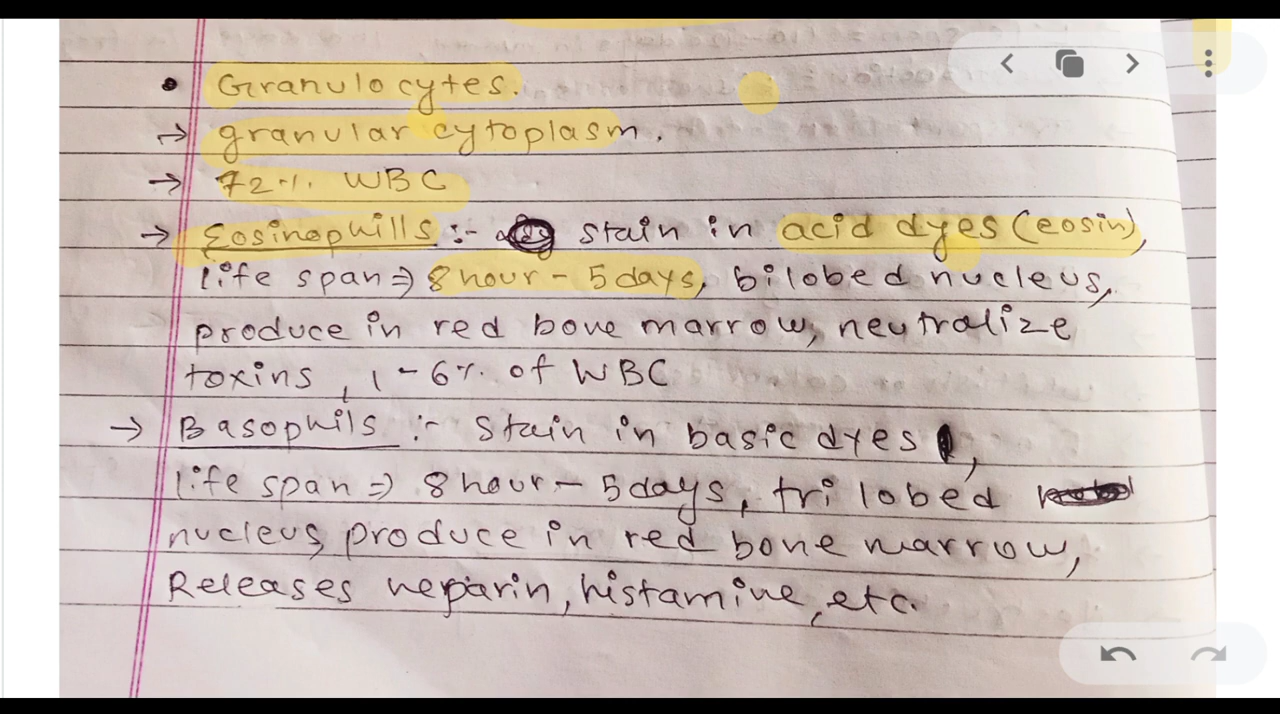 • Granulocytes.
→ granular cytoplasm.
→ 72% WBC
→ Eosinophills :- stain in acid dyes (eosin),
life span ⇒ 8 hour - 5 days, bilobed nucleus,
produce in red bone marrow, neutralize
toxins, 1-6% of WBC
→ Basophils :- stain in basic dyes,
life span ⇒ 8 hour - 5 days, tri lobed
nucleus, produce in red bone marrow,
Releases heparin, histamine, etc.